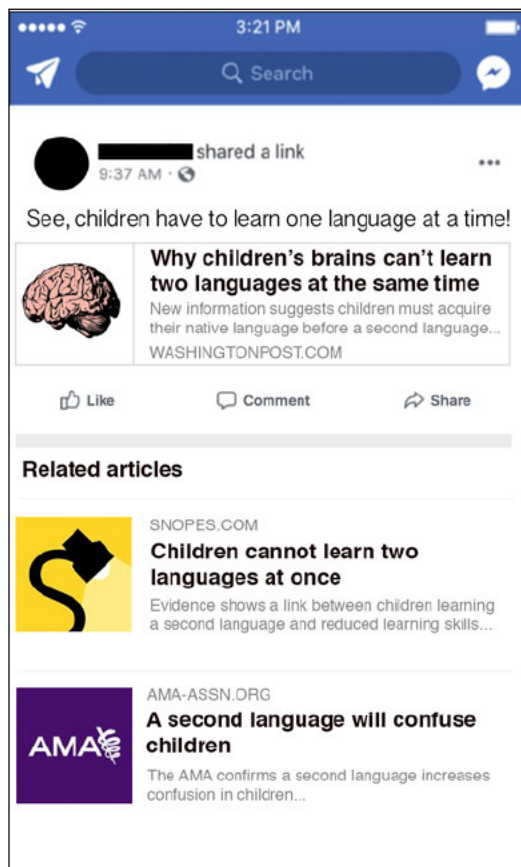 3:21 PM
Search
shared a link
9:37 AM ·
See, children have to learn one language at a time!
Why children's brains can't learn
two languages at the same time
New information suggests children must acquire
their native language before a second language...
WASHINGTONPOST.COM
Like Comment Share
Related articles
SNOPES.COM
Children cannot learn two
languages at once
Evidence shows a link between children learning
a second language and reduced learning skills...
AMA
AMA-ASSN.ORG
A second language will confuse
children
The AMA confirms a second language increases
confusion in children...